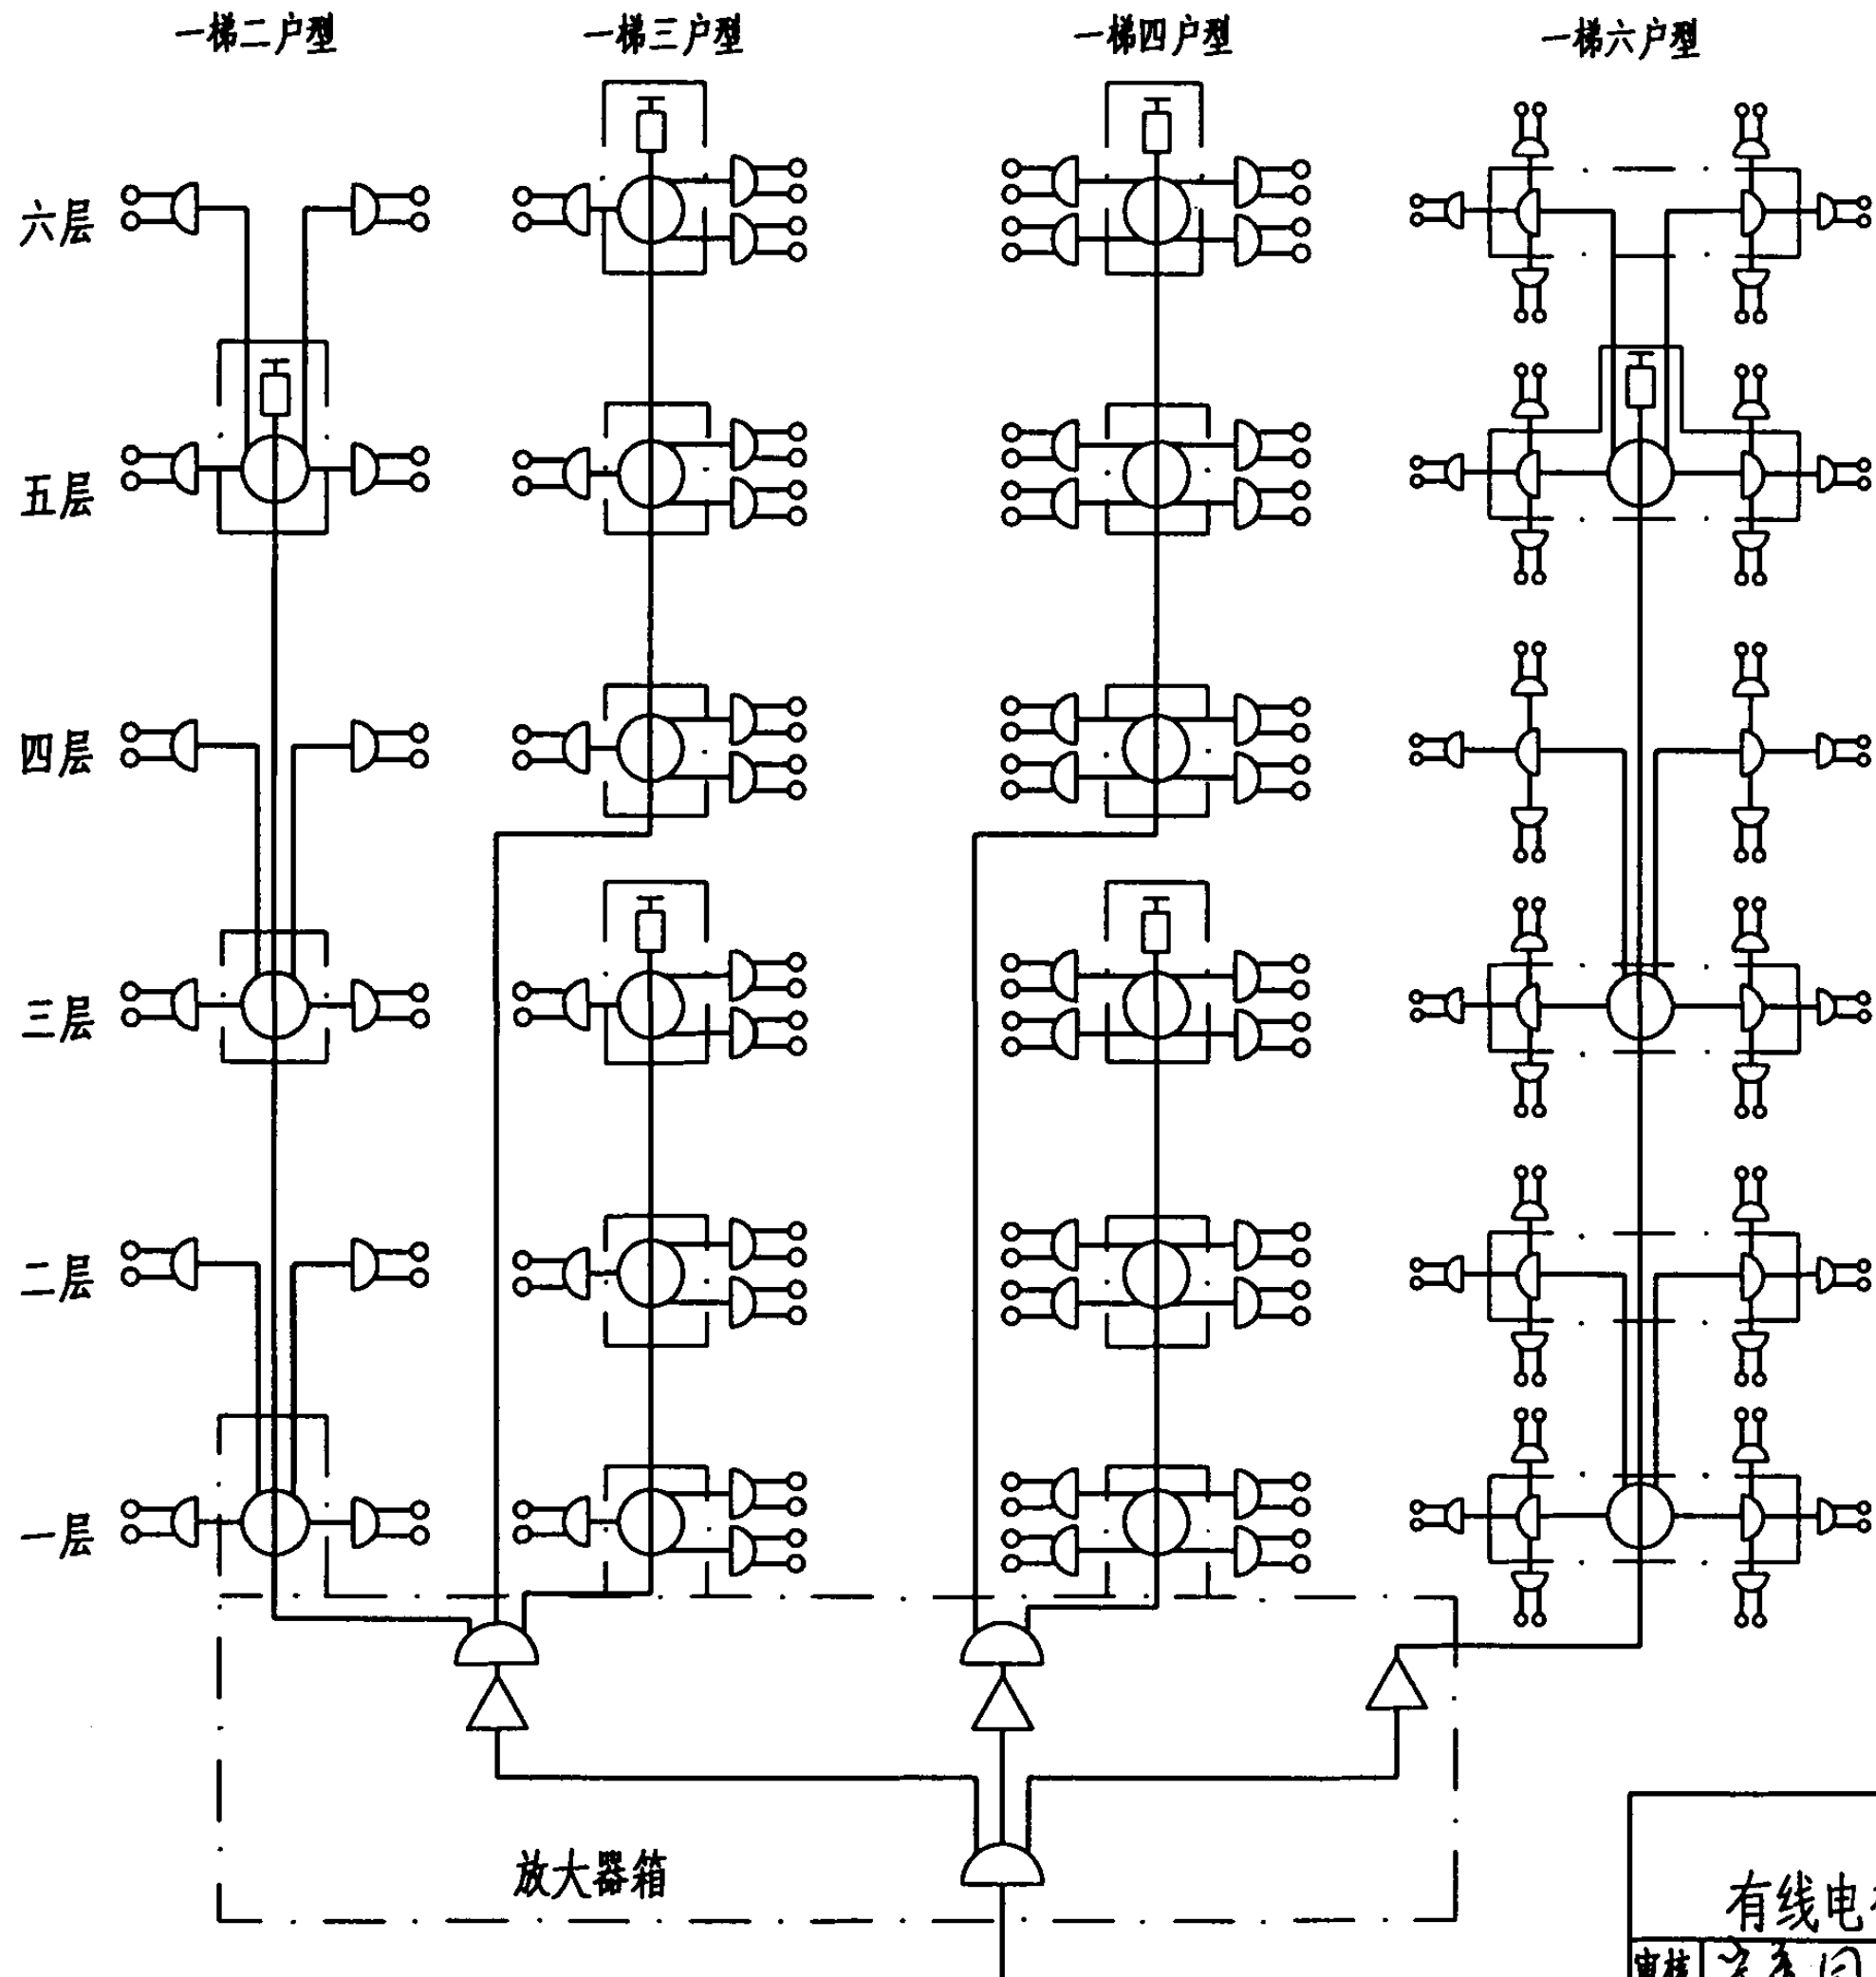 一梯二户型
一梯三户型
一梯四户型
一梯六户型
六层
五层
四层
三层
二层
一层
放大器箱
有线电
审核